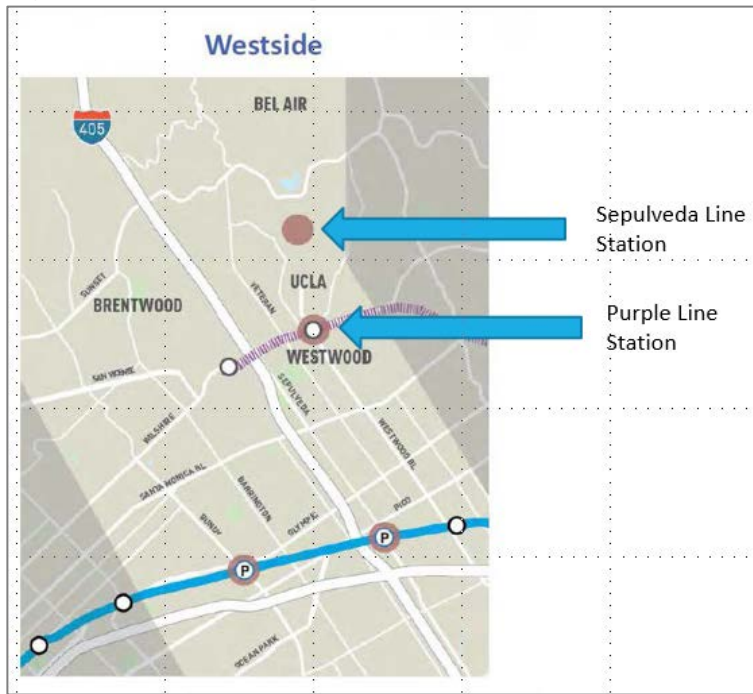 Westside
BEL AIR
405
Sepulveda Line
Station
UCLA
VETERAN
SUNSET
BRENTWOOD
Purple Line
Station
WESTWOOD
SAN VICENTE
SEPULVEDA
WILSHIRE
WESTWOOD BL
SANTA MONICA BL
BARRINGTON
PICO
BUNDY
OLYMPIC
P
P
OCEAN PARK